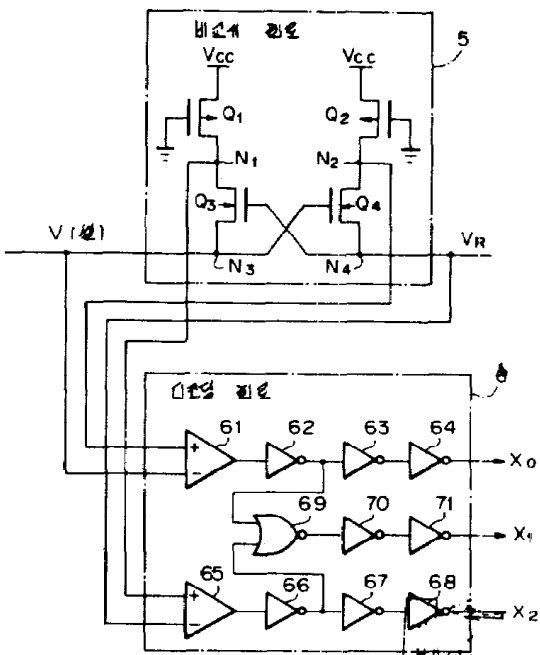 5
VCC VCC
Q1 Q2
N1 N2
Q3 Q4
VR
N3 N4
61 62 63 64
+
−
X0
69 70 71
X1
65 66 67 68
+
−
X2